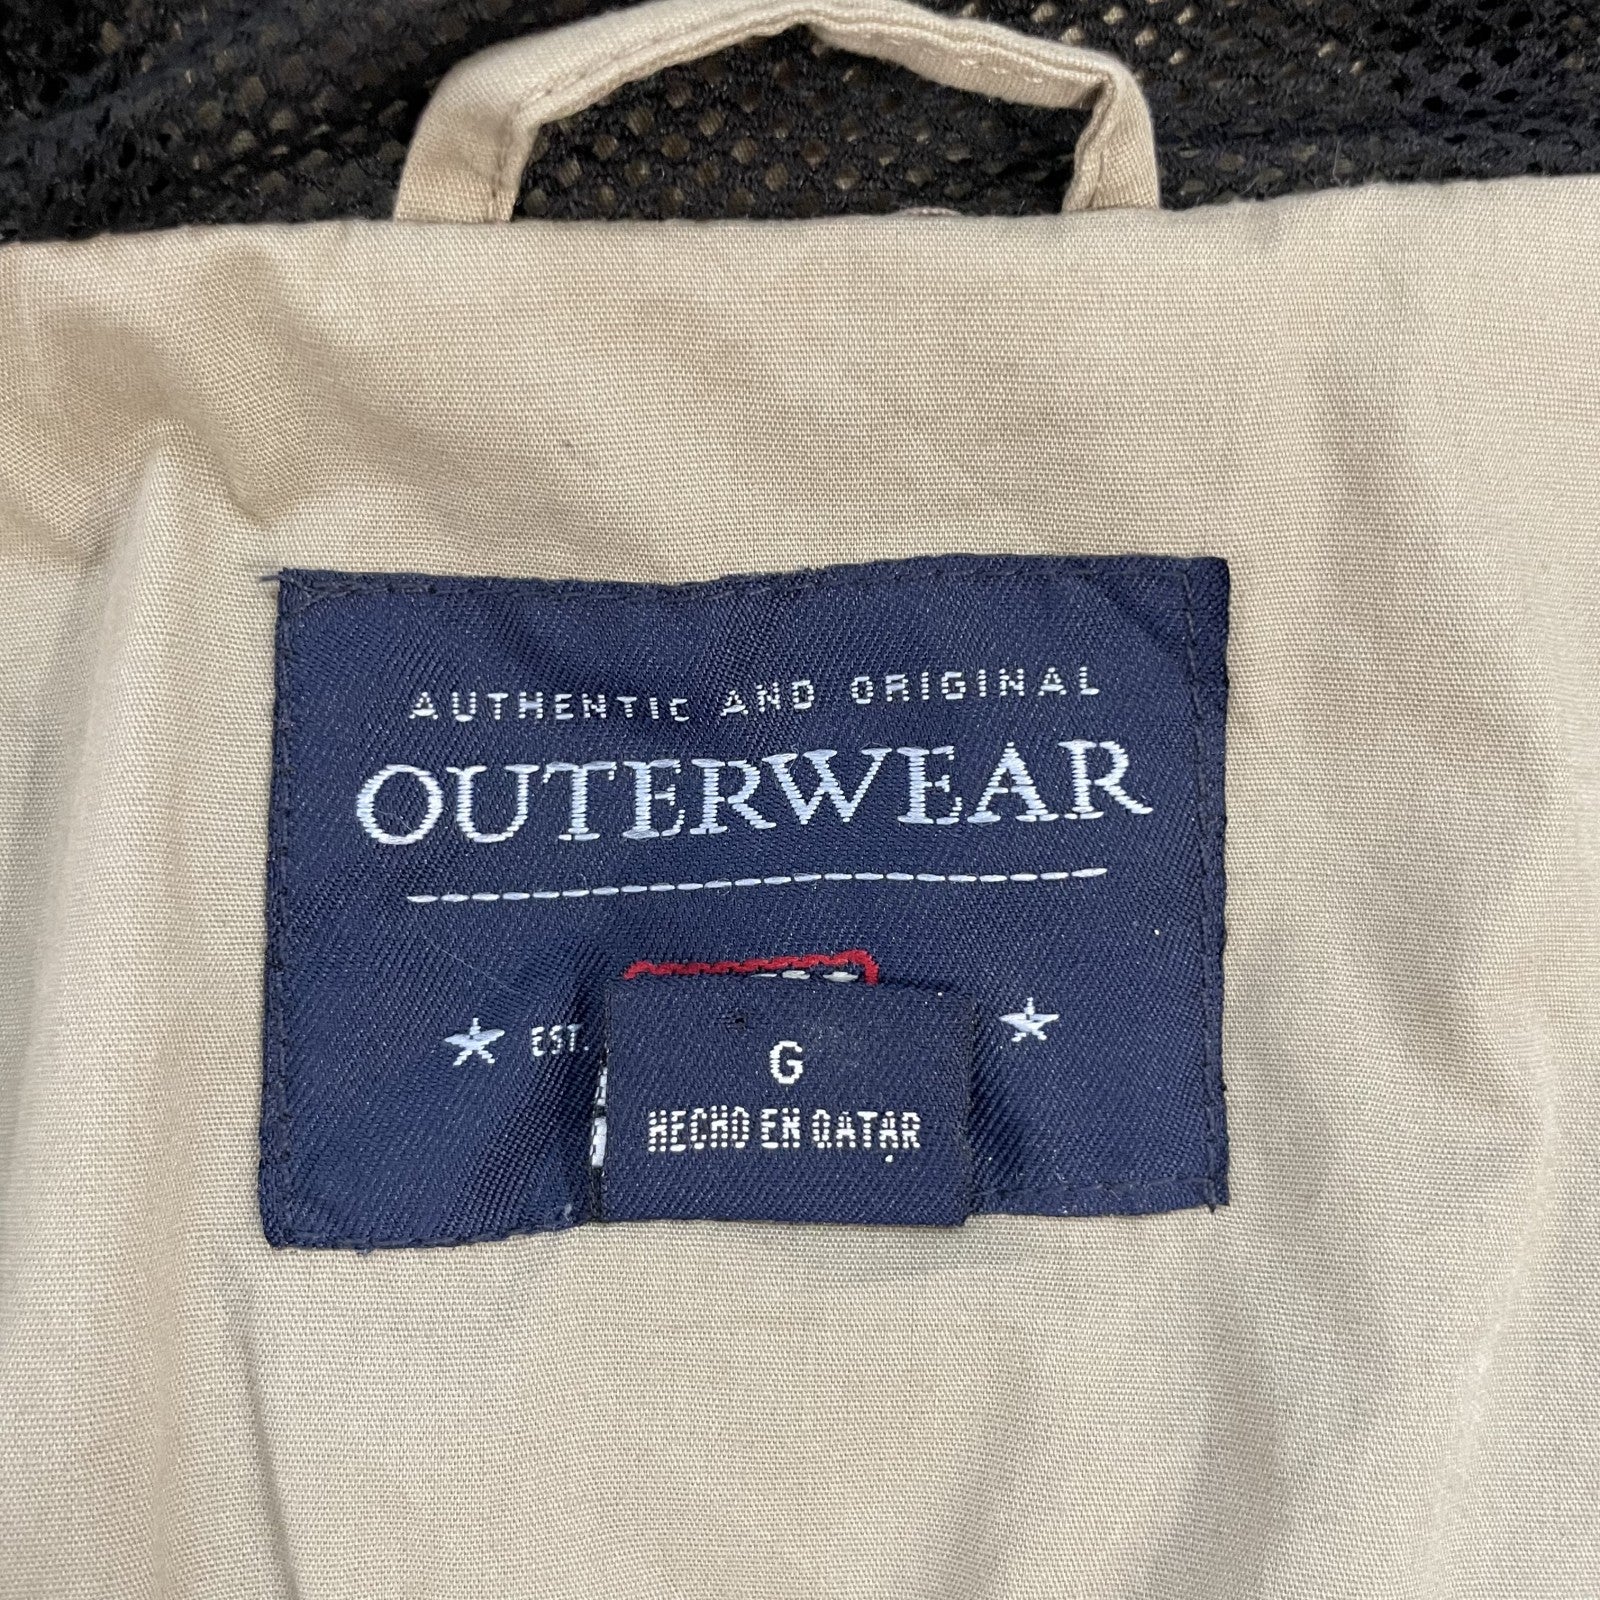 AUTHENTIC AND ORIGINAL
OUTERWEAR
EST.
G
HECHO EN QATAR